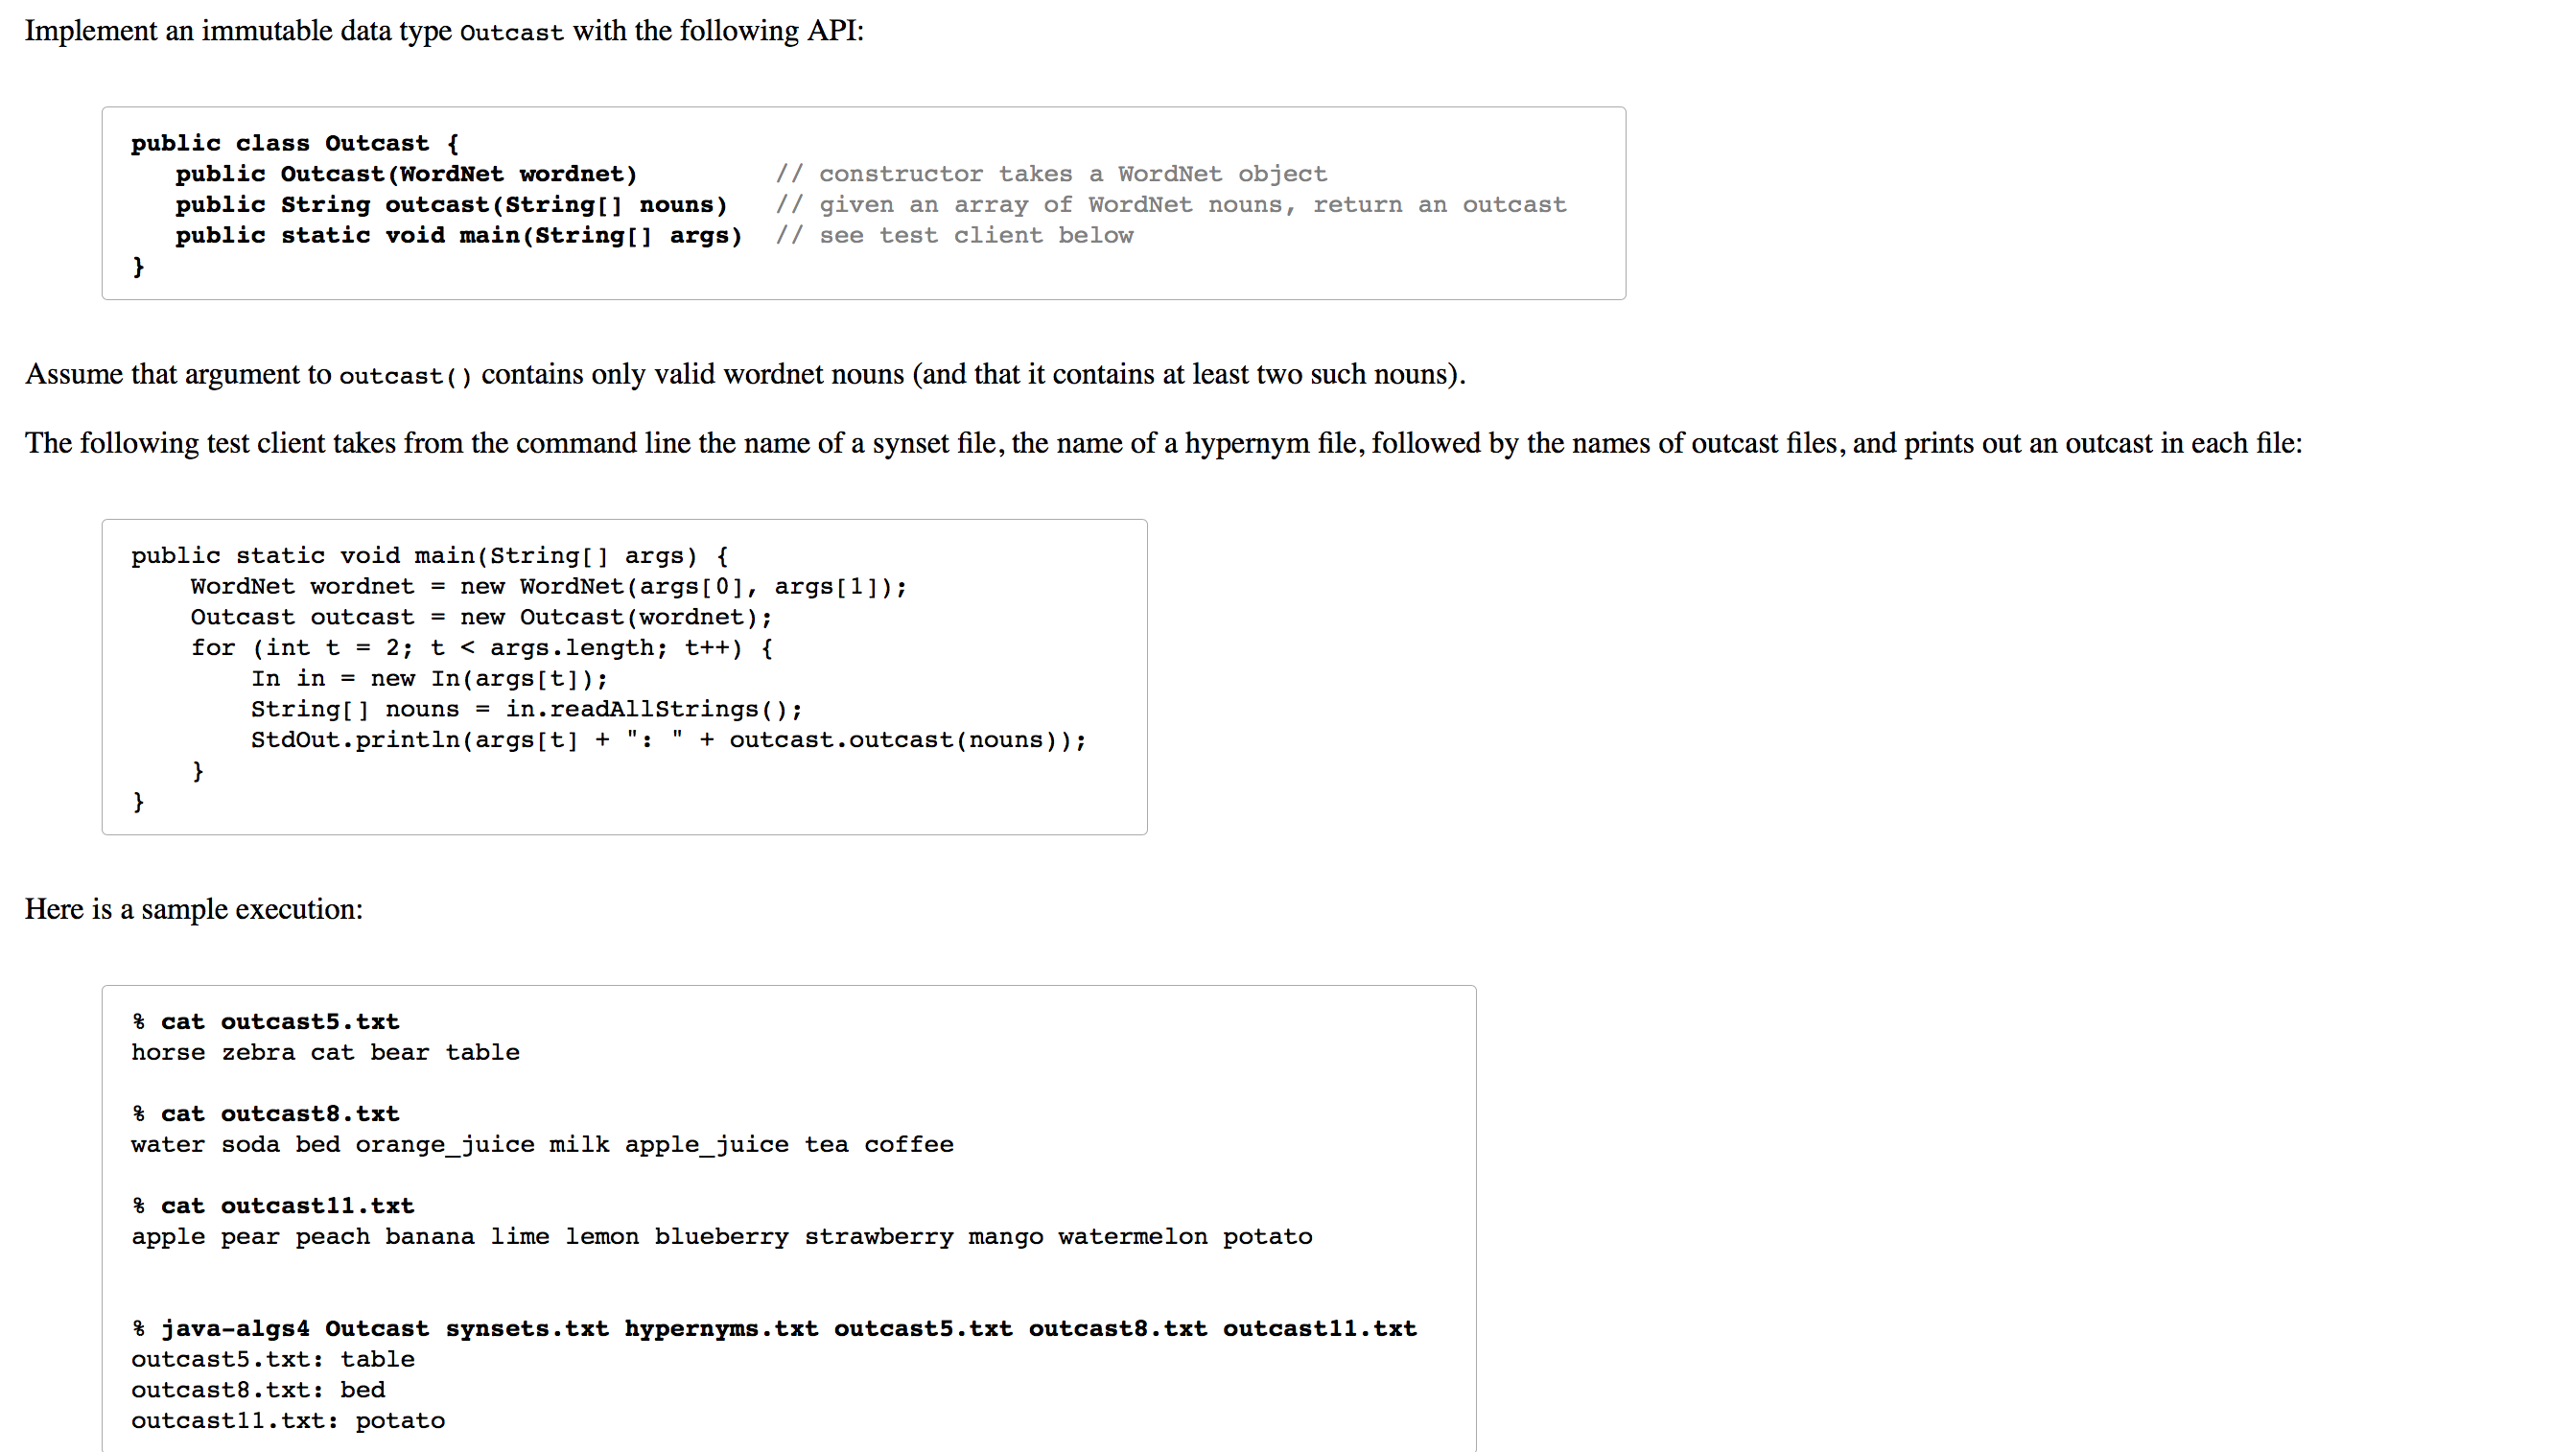 Implement an immutable data type Outcast with the following API:
public class Outcast {
   public Outcast(WordNet wordnet)         // constructor takes a WordNet object
   public String outcast(String[] nouns)   // given an array of WordNet nouns, return an outcast
   public static void main(String[] args)  // see test client below
}
Assume that argument to outcast() contains only valid wordnet nouns (and that it contains at least two such nouns).
The following test client takes from the command line the name of a synset file, the name of a hypernym file, followed by the names of outcast files, and prints out an outcast in each file:
public static void main(String[] args) {
    WordNet wordnet = new WordNet(args[0], args[1]);
    Outcast outcast = new Outcast(wordnet);
    for (int t = 2; t < args.length; t++) {
        In in = new In(args[t]);
        String[] nouns = in.readAllStrings();
        StdOut.println(args[t] + ": " + outcast.outcast(nouns));
    }
}
Here is a sample execution:
% cat outcast5.txt
horse zebra cat bear table
% cat outcast8.txt
water soda bed orange_juice milk apple_juice tea coffee
% cat outcast11.txt
apple pear peach banana lime lemon blueberry strawberry mango watermelon potato
% java-algs4 Outcast synsets.txt hypernyms.txt outcast5.txt outcast8.txt outcast11.txt
outcast5.txt: table
outcast8.txt: bed
outcast11.txt: potato